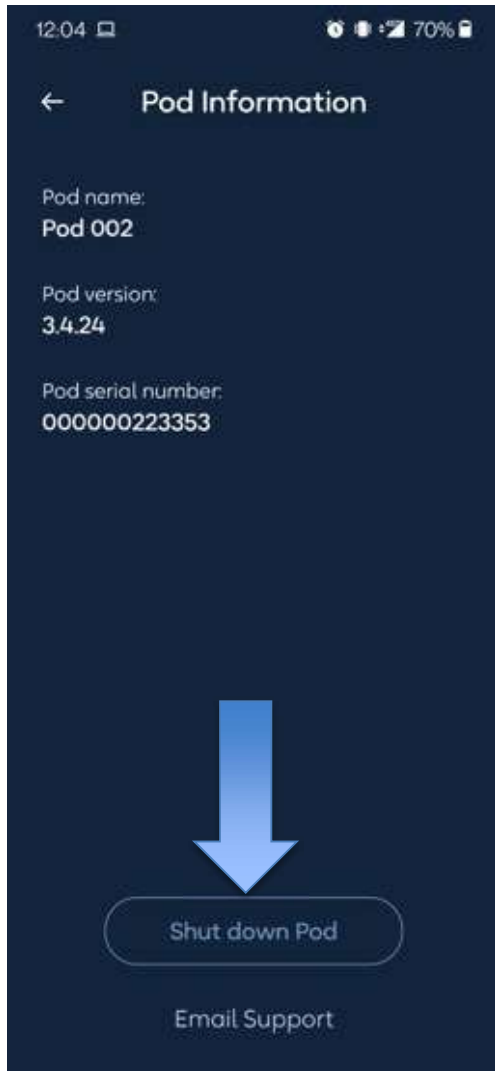 12:04 70%
Pod Information
Pod name:
Pod 002
Pod version:
3.4.24
Pod serial number:
000000223353
Shut down Pod
Email Support